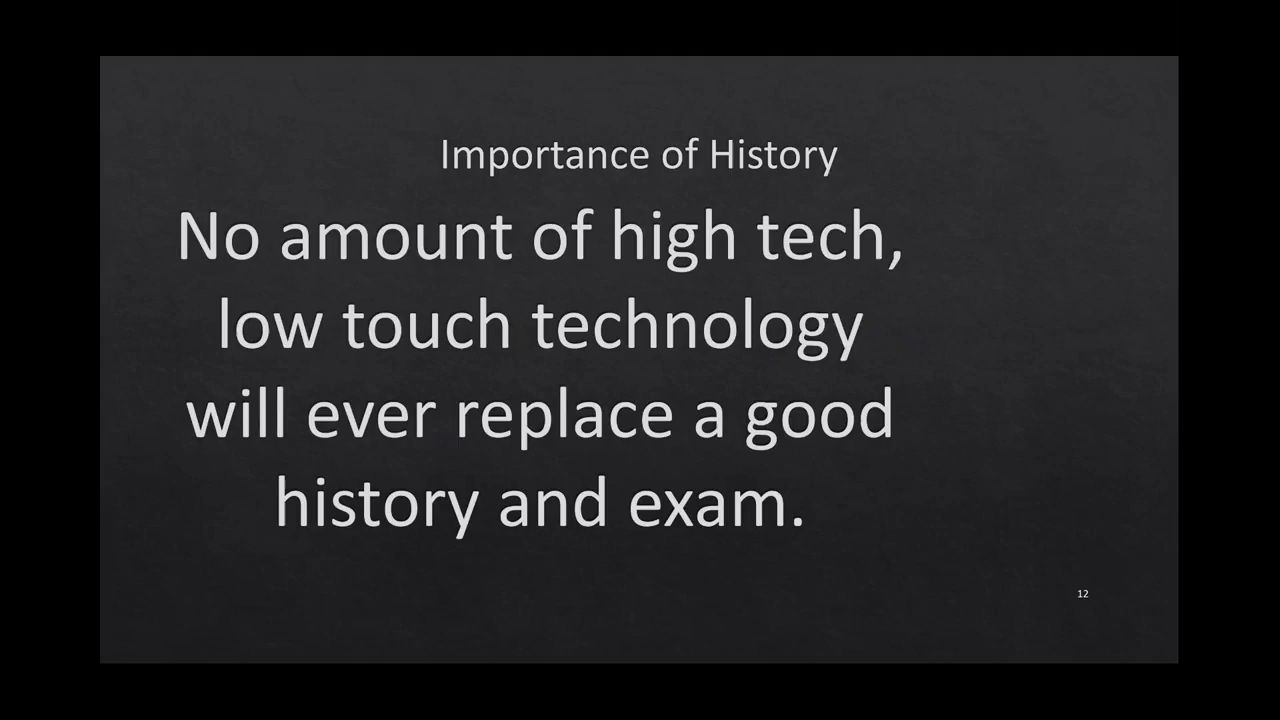 Importance of History
No amount of high tech,
low touch technology
will ever replace a good
history and exam.
12